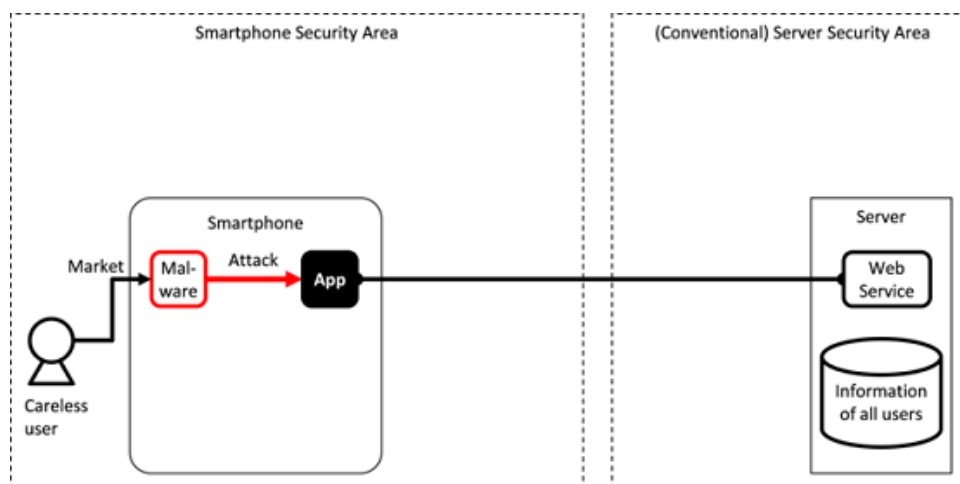 Smartphone Security Area
(Conventional) Server Security Area
Smartphone
Server
Market
Mal-
ware
Attack
App
Web
Service
Careless
user
Information
of all users